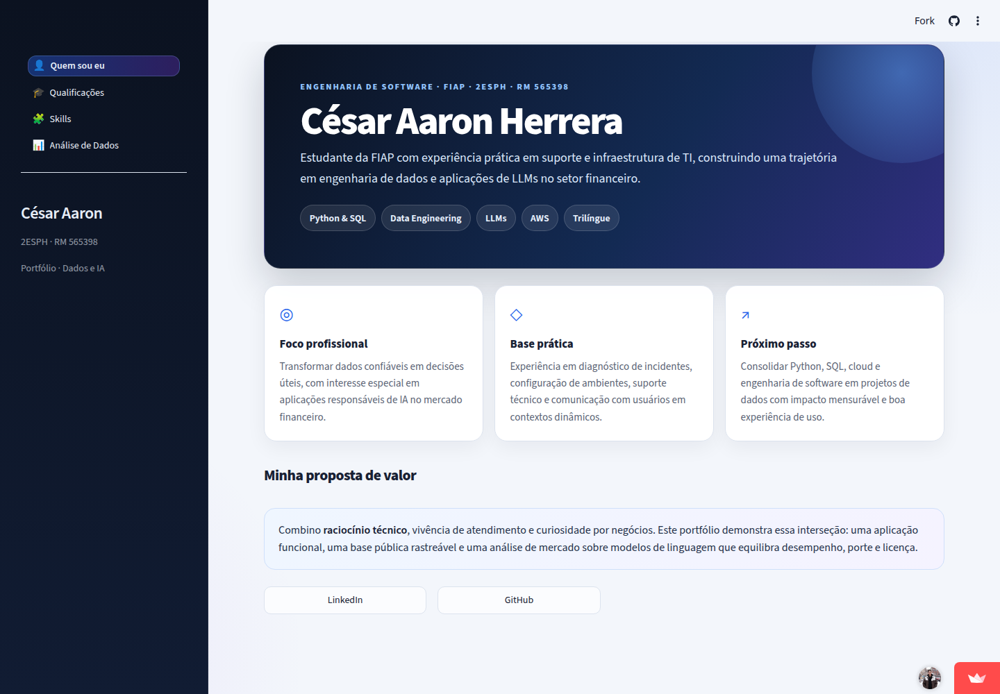 Fork
Quem sou eu
Qualificações
Skills
Análise de Dados
César Aaron
2ESPH · RM 565398
Portfólio · Dados e IA
ENGENHARIA DE SOFTWARE · FIAP · 2ESPH · RM 565398
César Aaron Herrera
Estudante da FIAP com experiência prática em suporte e infraestrutura de TI, construindo uma trajetória
em engenharia de dados e aplicações de LLMs no setor financeiro.
Python & SQL
Data Engineering
LLMs
AWS
Trilíngue
Foco profissional
Transformar dados confiáveis em decisões
úteis, com interesse especial em
aplicações responsáveis de IA no mercado
financeiro.
Base prática
Experiência em diagnóstico de incidentes,
configuração de ambientes, suporte
técnico e comunicação com usuários em
contextos dinâmicos.
Próximo passo
Consolidar Python, SQL, cloud e
engenharia de software em projetos de
dados com impacto mensurável e boa
experiência de uso.
Minha proposta de valor
Combino raciocínio técnico, vivência de atendimento e curiosidade por negócios. Este portfólio demonstra essa interseção: uma aplicação
funcional, uma base pública rastreável e uma análise de mercado sobre modelos de linguagem que equilibra desempenho, porte e licença.
LinkedIn
GitHub